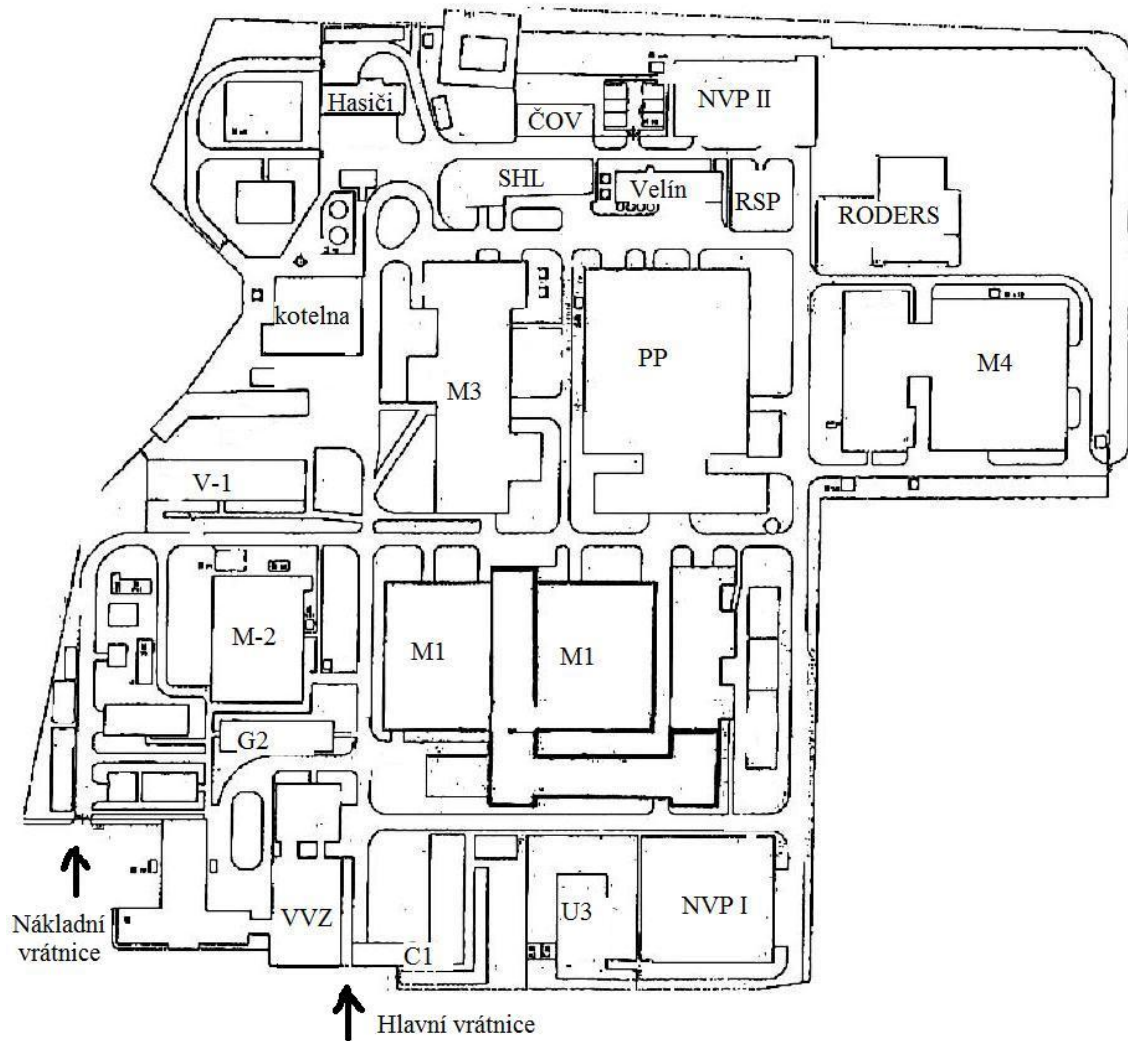 Hasiči
ČOV
NVP II
SHL
Velín
RSP
RODERS
kotelna
M3
PP
M4
V-1
M-2
M1
M1
G2
VVZ
C1
U3
NVP I
Nákladní
vrátnice
Hlavní vrátnice